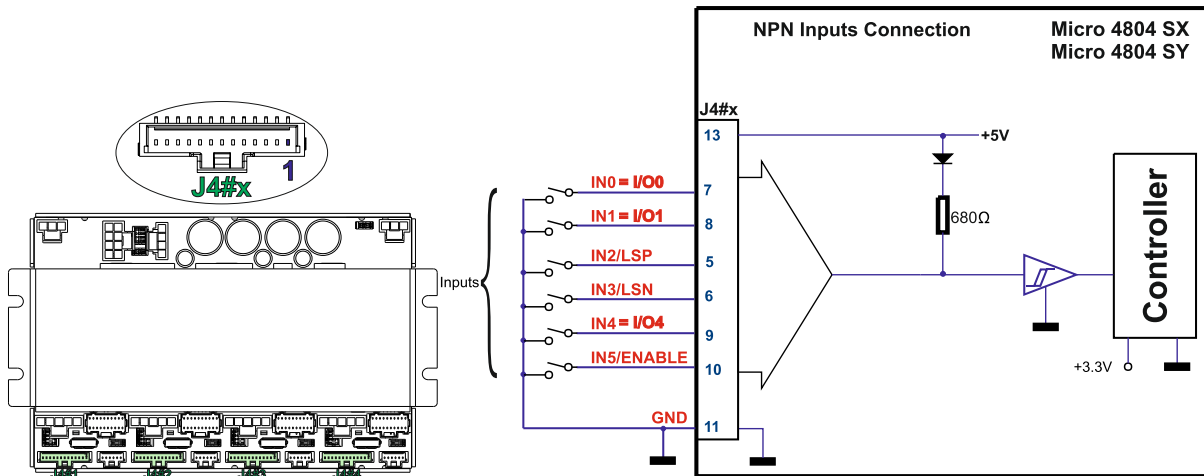 NPN Inputs Connection
Micro 4804 SX
Micro 4804 SY
J4#x
1
J4#x
13
+5V
Inputs
IN0 = I/O0
7
IN1 = I/O1
8
680Ω
IN2/LSP
5
IN3/LSN
6
IN4 = I/O4
9
IN5/ENABLE
10
GND
11
Controller
+3.3V